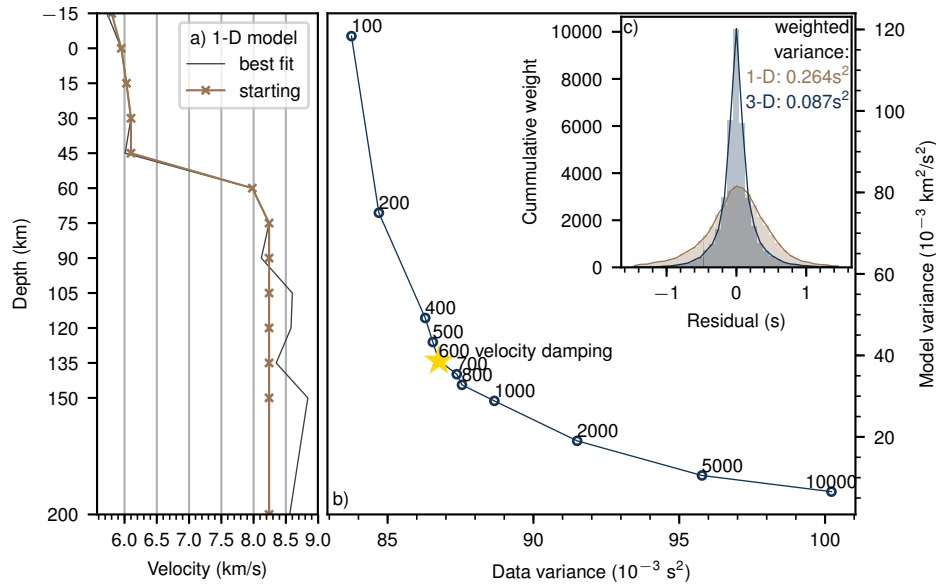 a) 1-D model
best fit
starting
−15
0
15
30
45
60
75
90
105
120
135
150
200
Depth (km)
6.0 6.5 7.0 7.5 8.0 8.5 9.0
Velocity (km/s)
100
200
400
500
600 velocity damping
700
800
1000
2000
5000
10000
b)
85 90 95 100
Data variance (10⁻³ s²)
120
100
80
60
40
20
Model variance (10⁻³ km²/s²)
c)
weighted
variance:
1-D: 0.264s²
3-D: 0.087s²
10000
8000
6000
4000
2000
0
Cummulative weight
−1 0 1
Residual (s)